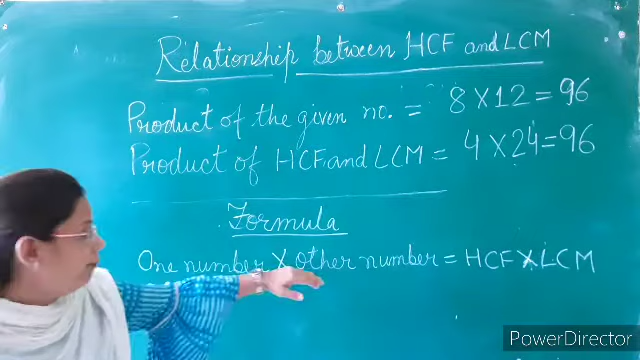 Relationship between HCF and LCM
Product of the given no. = 8 X 12 = 96
Product of HCF and LCM = 4 X 24 = 96
Formula
One number X other number = HCF X LCM
PowerDirector